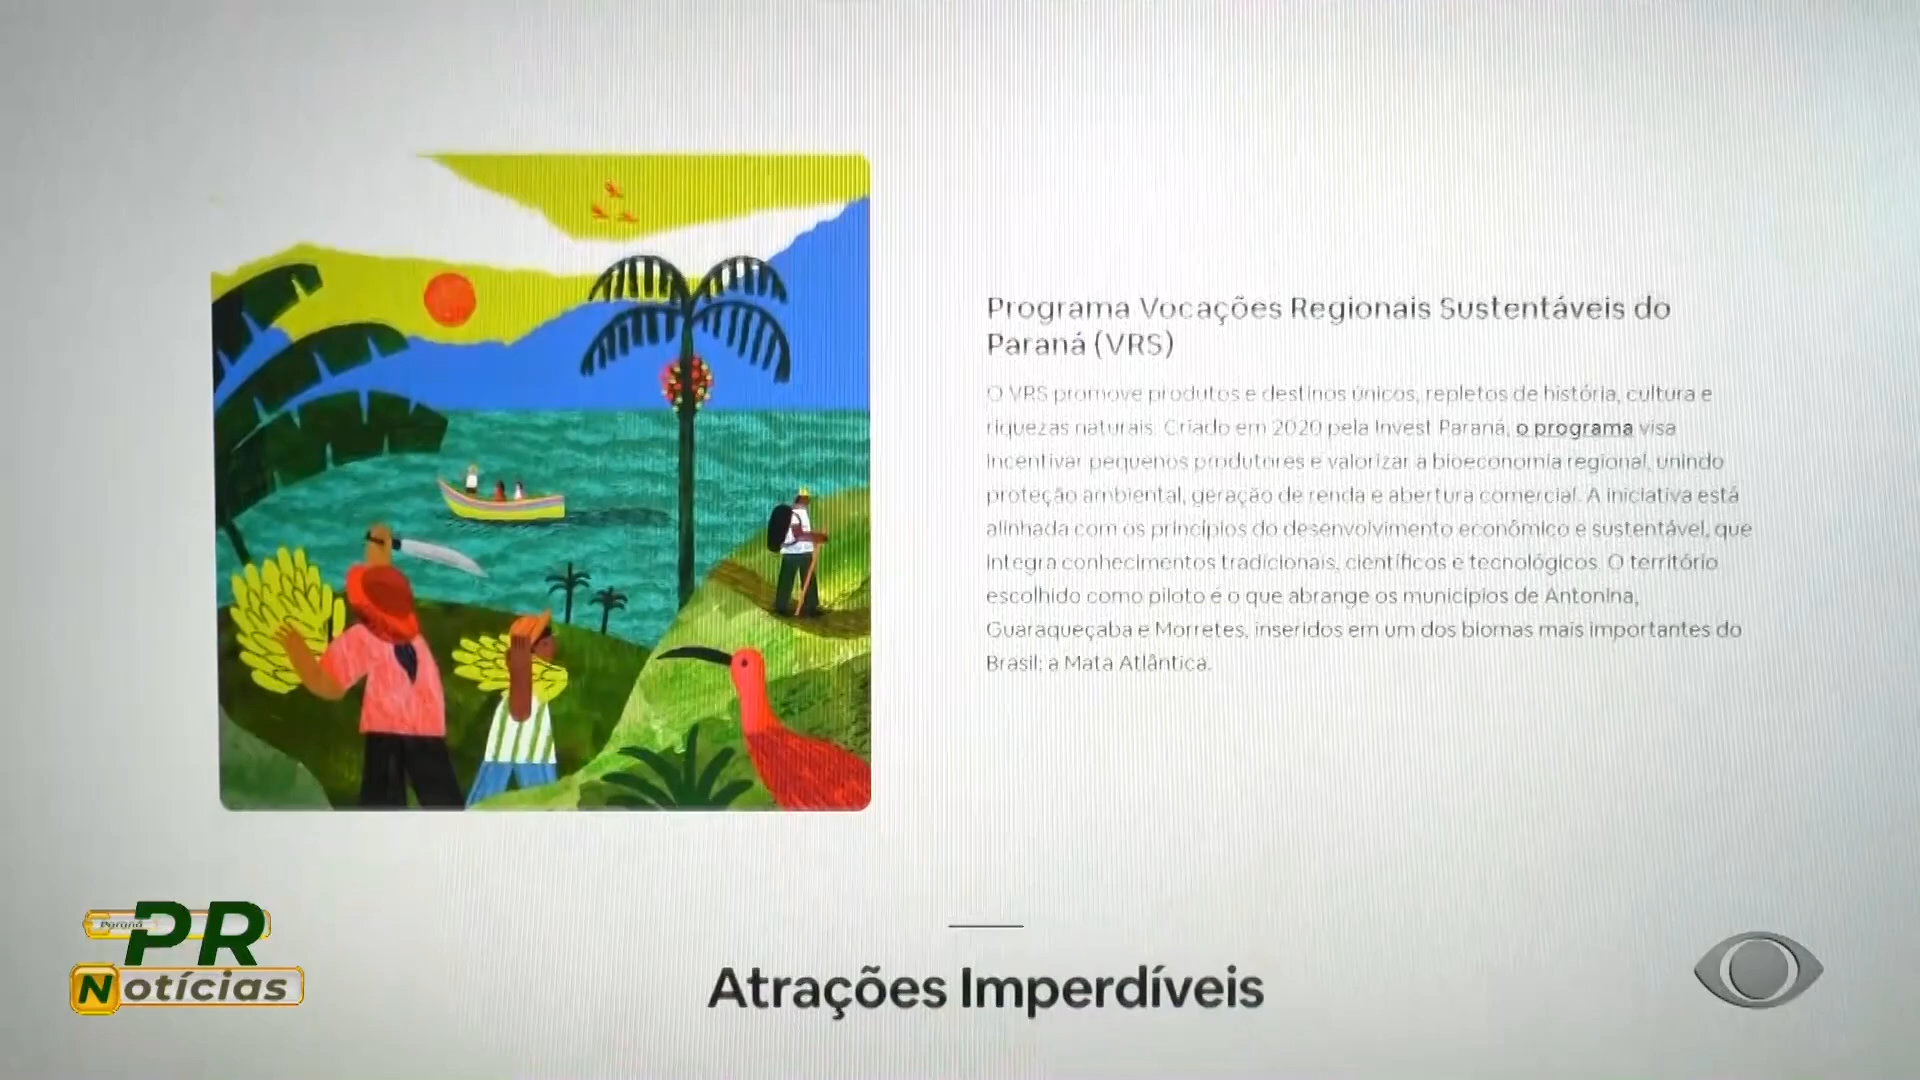 Programa Vocações Regionais Sustentáveis do
Paraná (VRS)
O VRS promove produtos e destinos únicos, repletos de história, cultura e
riquezas naturais. Criado em 2020 pela Invest Paraná, o programa visa
incentivar pequenos produtores e valorizar a bioeconomia regional, unindo
proteção ambiental, geração de renda e abertura comercial. A iniciativa está
alinhada com os princípios do desenvolvimento econômico e sustentável, que
integra conhecimentos tradicionais, científicos e tecnológicos. O território
escolhido como piloto é o que abrange os municípios de Antonina,
Guaraqueçaba e Morretes, inseridos em um dos biomas mais importantes do
Brasil: a Mata Atlântica.
Paraná
PR
Notícias
Atrações Imperdíveis